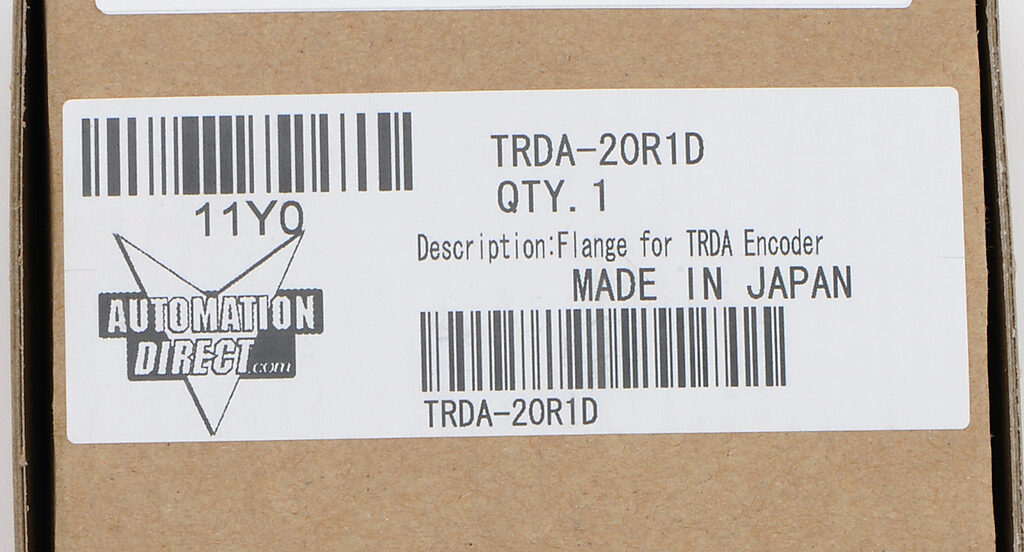 TRDA-20R1D
QTY. 1
11Y0
Description:Flange for TRDA Encoder
MADE IN JAPAN
AUTOMATION
DIRECT.com
TRDA-20R1D